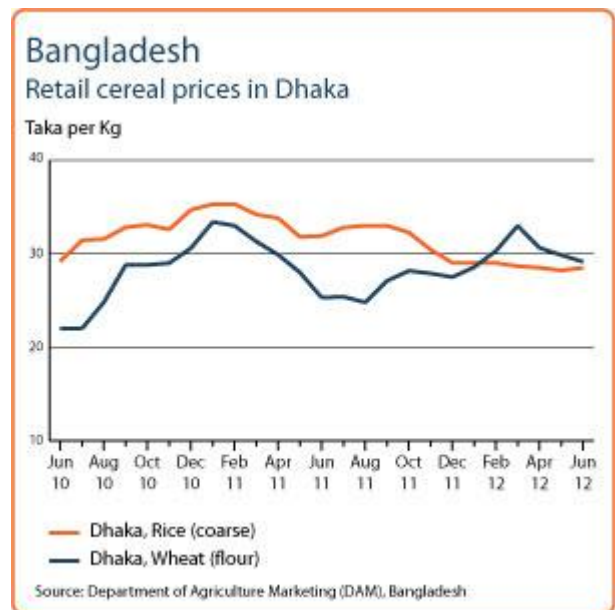 Bangladesh
Retail cereal prices in Dhaka
Taka per Kg
40
30
20
10
Jun Aug Oct Dec Feb Apr Jun Aug Oct Dec Feb Apr Jun
10 10 10 10 11 11 11 11 11 11 12 12 12
Dhaka, Rice (coarse)
Dhaka, Wheat (flour)
Source: Department of Agriculture Marketing (DAM), Bangladesh